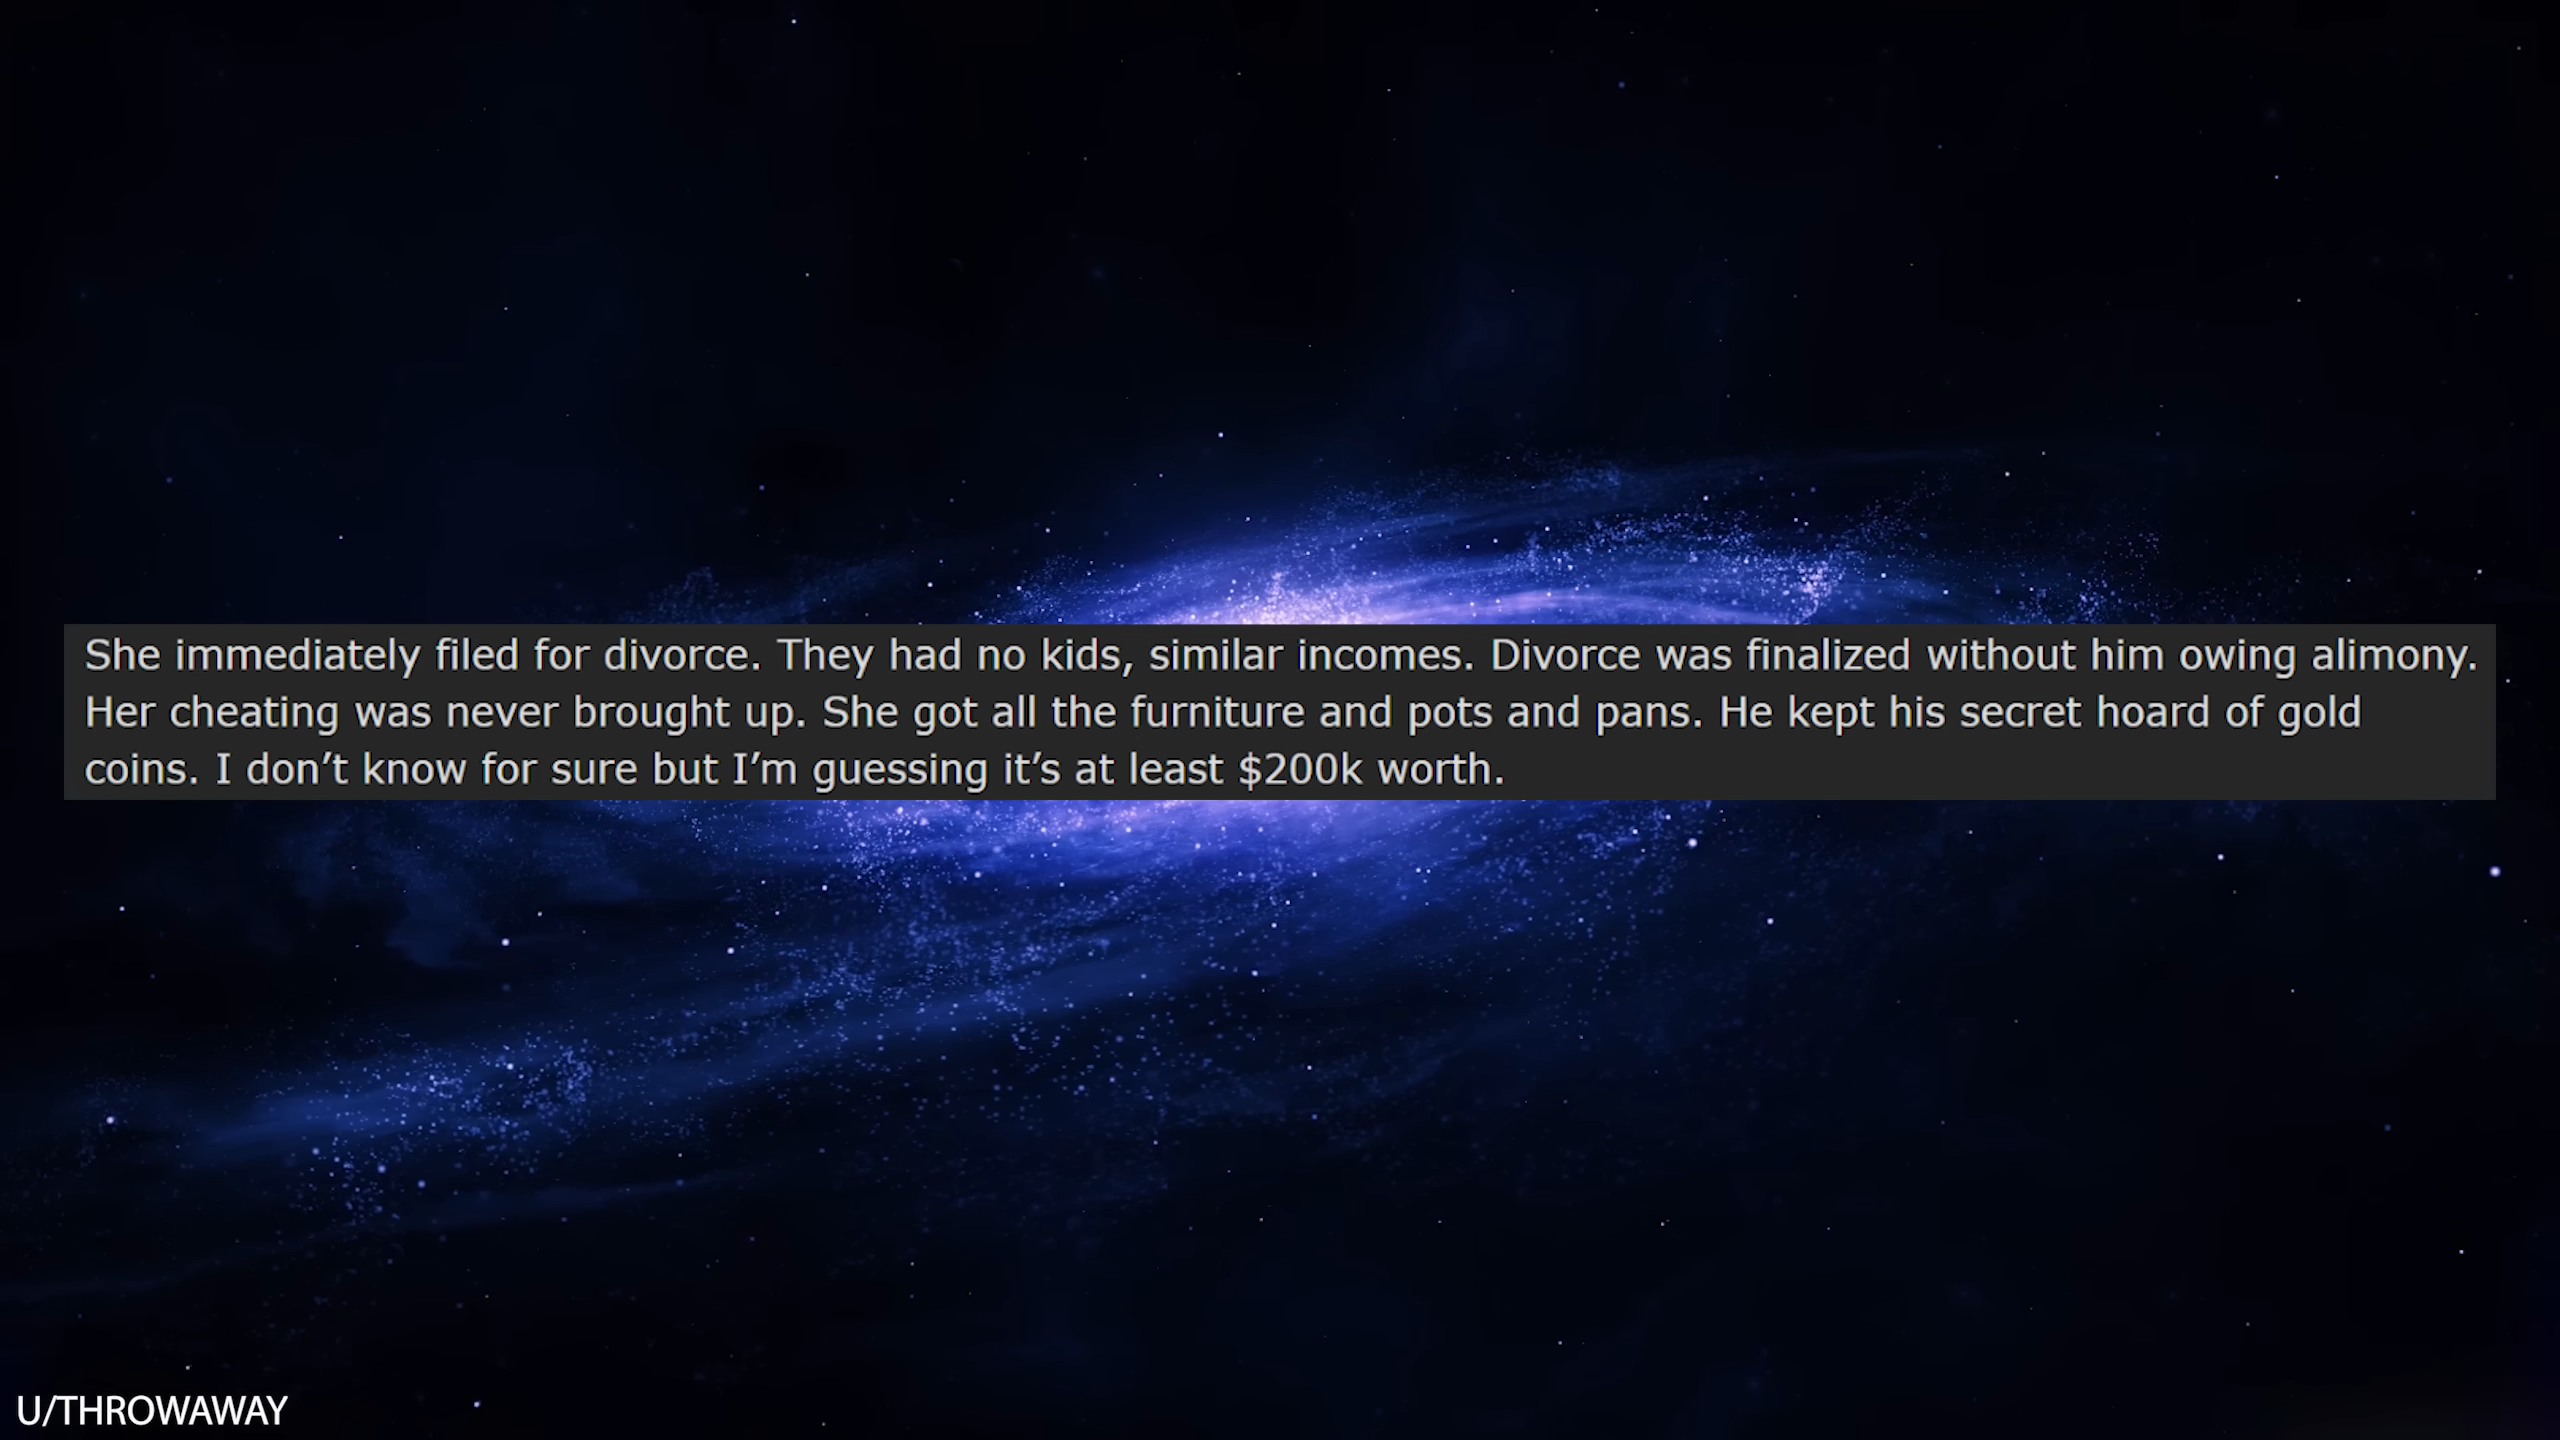 She immediately filed for divorce. They had no kids, similar incomes. Divorce was finalized without him owing alimony.
Her cheating was never brought up. She got all the furniture and pots and pans. He kept his secret hoard of gold
coins. I don’t know for sure but I’m guessing it’s at least $200k worth.
U/THROWAWAY